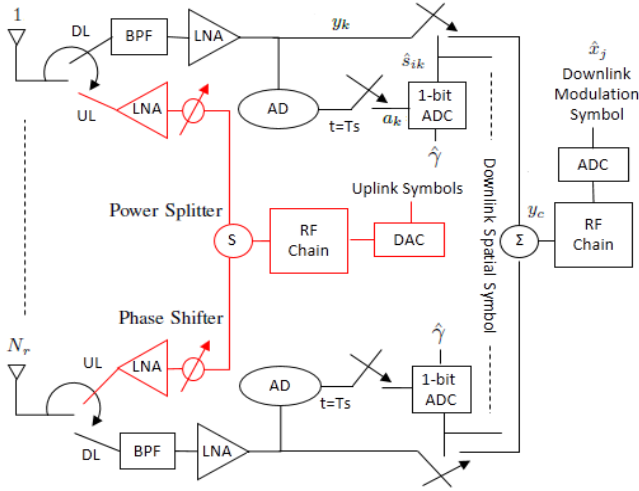 1
DL
BPF
LNA
y_k
x̂_j
Downlink
Modulation
Symbol
UL
LNA
AD
t=Ts
a_k
ŝ_{ik}
1-bit
ADC
γ̂
ADC
Power Splitter
S
RF
Chain
Uplink Symbols
DAC
Downlink Spatial Symbol
y_c
Σ
RF
Chain
Phase Shifter
N_r
UL
LNA
AD
t=Ts
γ̂
1-bit
ADC
DL
BPF
LNA